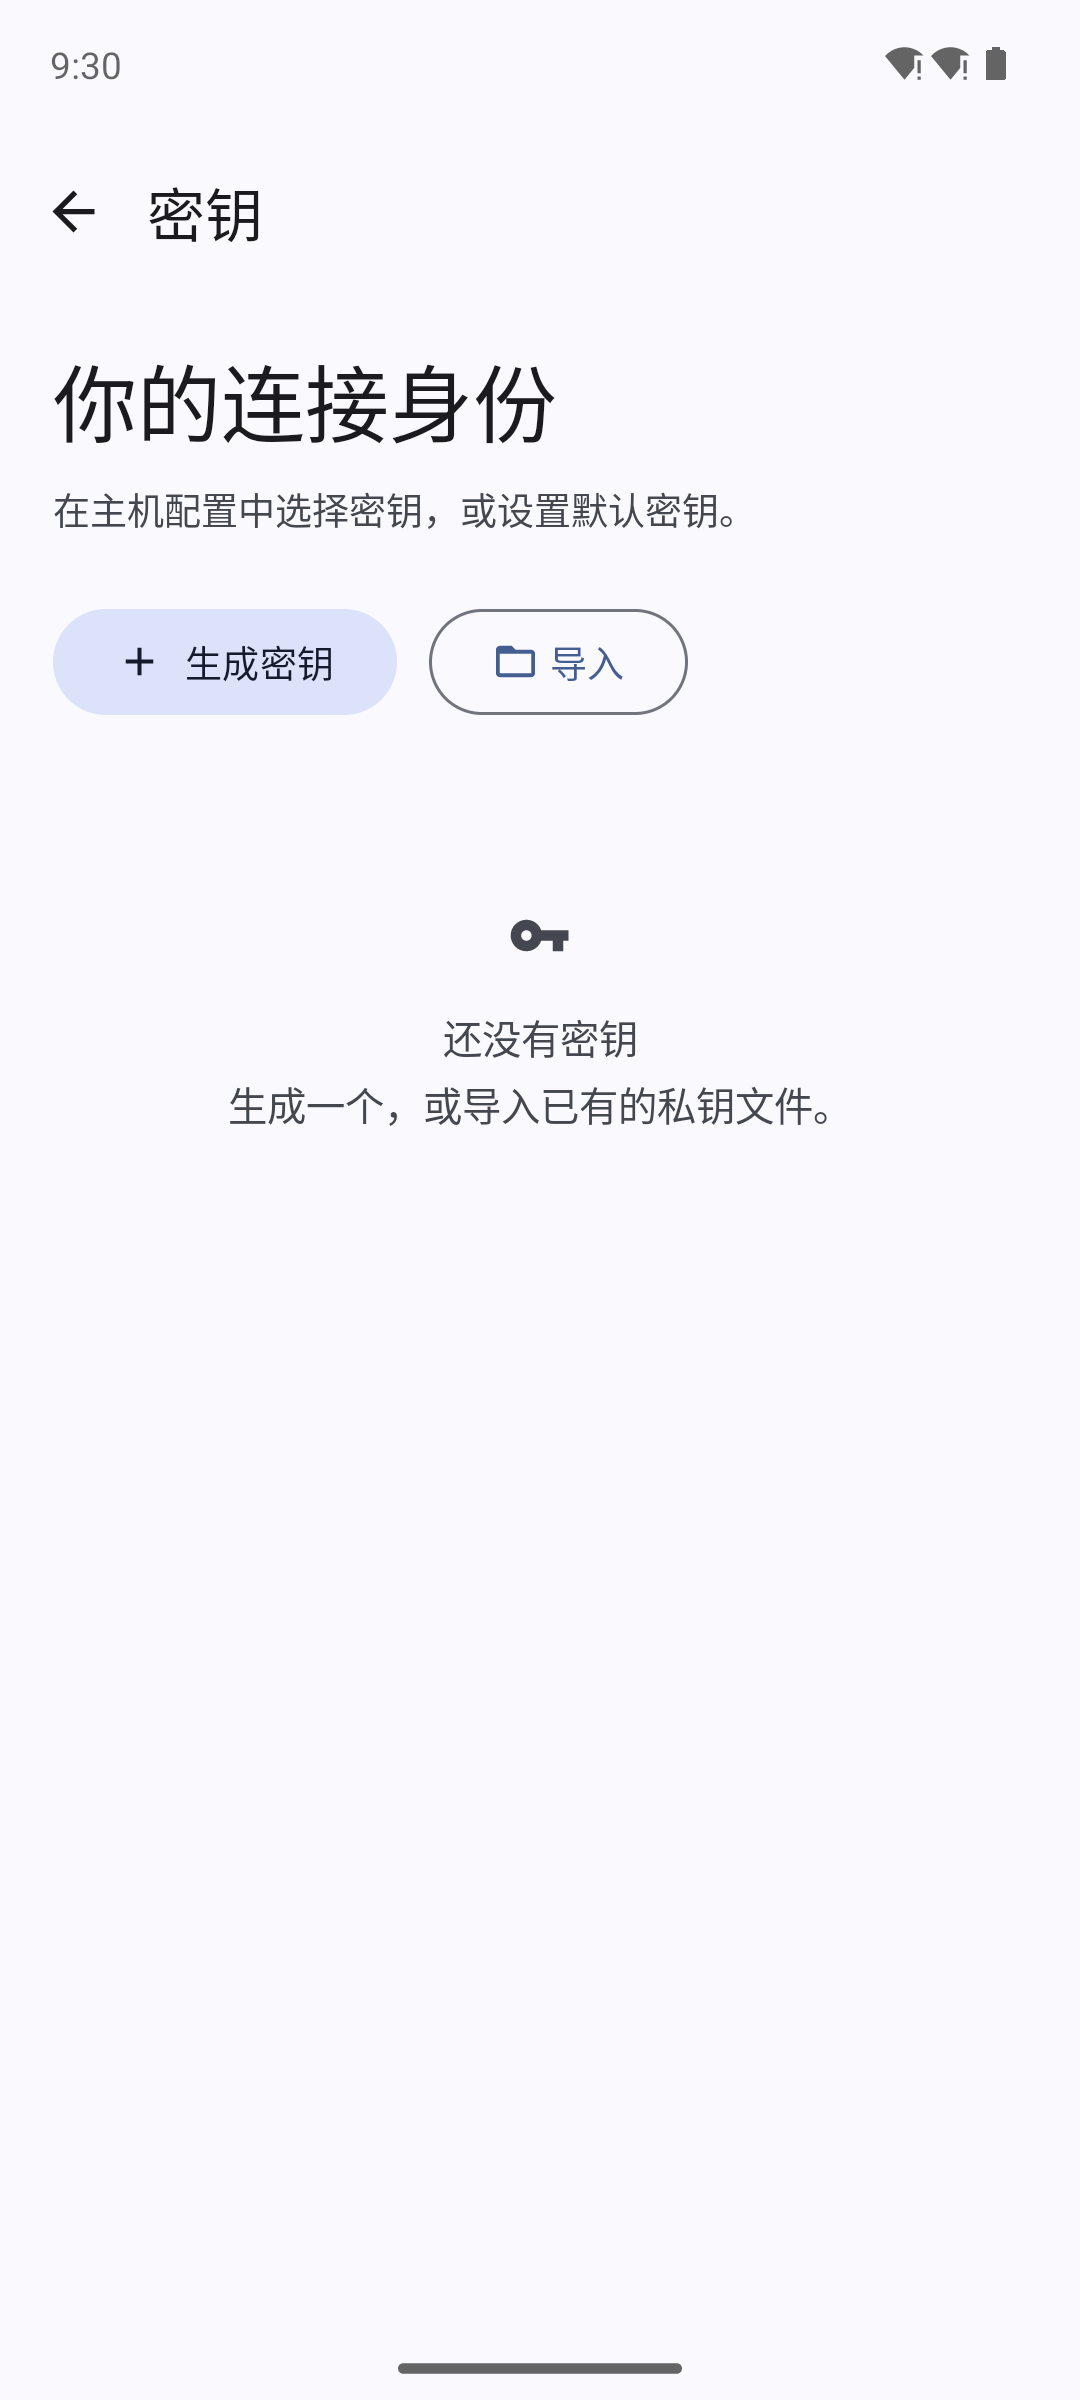 9:30
密钥
你的连接身份
在主机配置中选择密钥，或设置默认密钥。
生成密钥
导入
还没有密钥
生成一个，或导入已有的私钥文件。